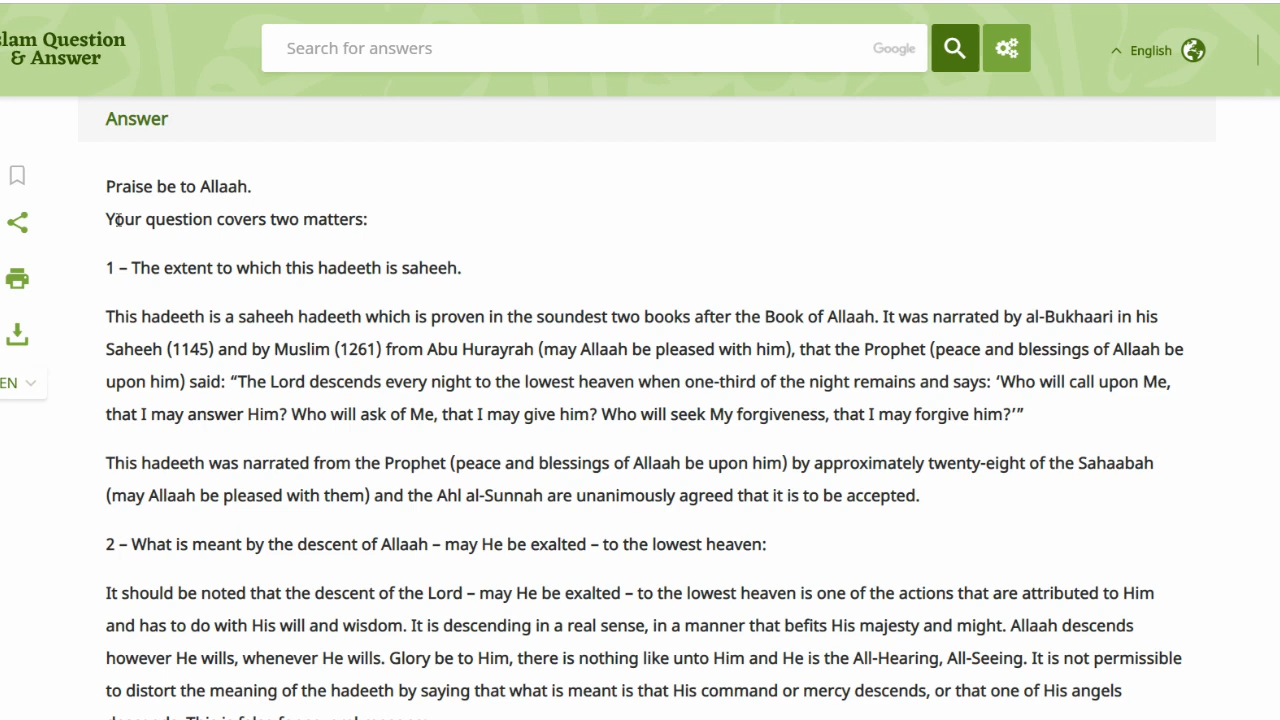 slam Question
& Answer
Search for answers
Google
English
Answer
Praise be to Allaah.
Your question covers two matters:
1 – The extent to which this hadeeth is saheeh.
This hadeeth is a saheeh hadeeth which is proven in the soundest two books after the Book of Allaah. It was narrated by al-Bukhaari in his
Saheeh (1145) and by Muslim (1261) from Abu Hurayrah (may Allaah be pleased with him), that the Prophet (peace and blessings of Allaah be
upon him) said: “The Lord descends every night to the lowest heaven when one-third of the night remains and says: ‘Who will call upon Me,
that I may answer Him? Who will ask of Me, that I may give him? Who will seek My forgiveness, that I may forgive him?’”
EN
This hadeeth was narrated from the Prophet (peace and blessings of Allaah be upon him) by approximately twenty-eight of the Sahaabah
(may Allaah be pleased with them) and the Ahl al-Sunnah are unanimously agreed that it is to be accepted.
2 – What is meant by the descent of Allaah – may He be exalted – to the lowest heaven:
It should be noted that the descent of the Lord – may He be exalted – to the lowest heaven is one of the actions that are attributed to Him
and has to do with His will and wisdom. It is descending in a real sense, in a manner that befits His majesty and might. Allaah descends
however He wills, whenever He wills. Glory be to Him, there is nothing like unto Him and He is the All-Hearing, All-Seeing. It is not permissible
to distort the meaning of the hadeeth by saying that what is meant is that His command or mercy descends, or that one of His angels